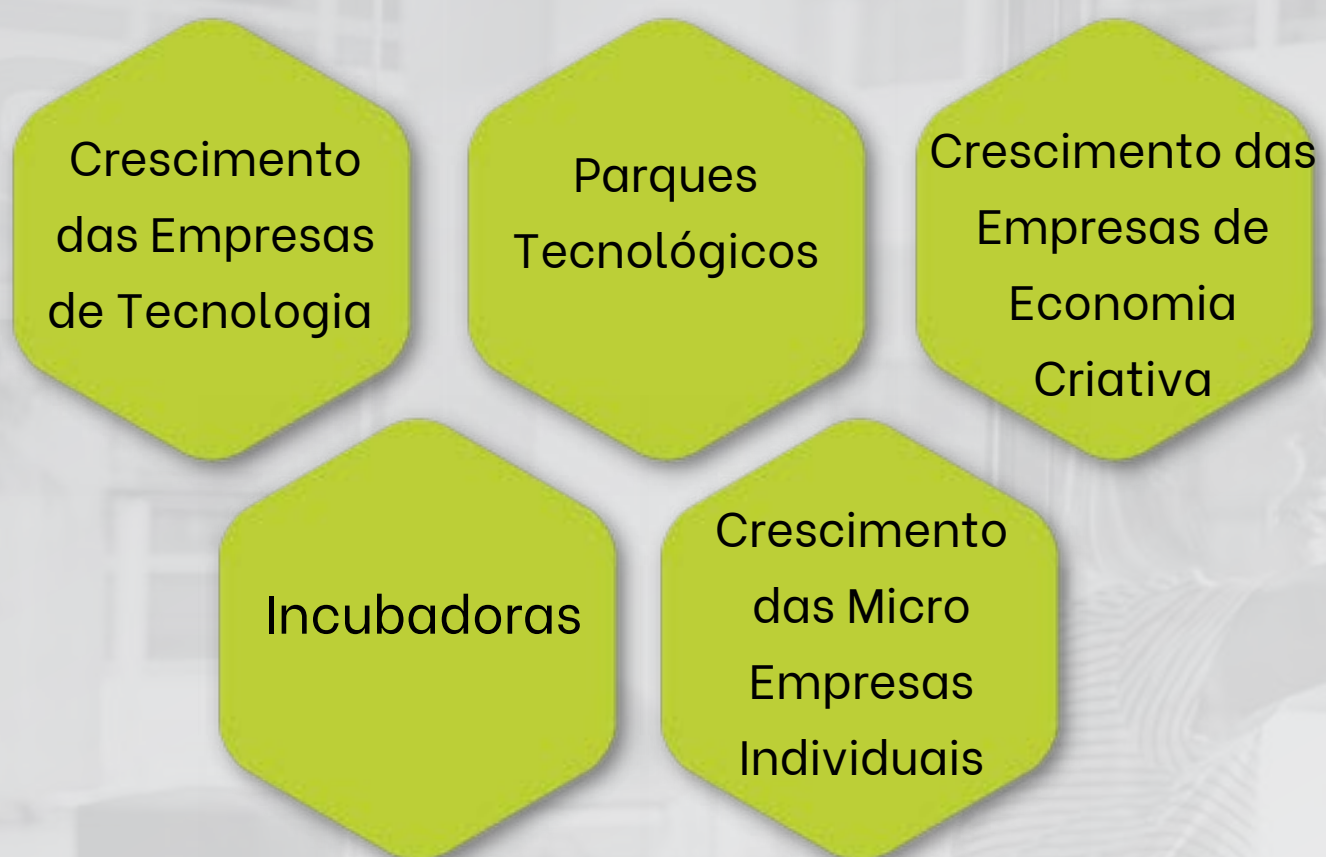 Crescimento
das Empresas
de Tecnologia
Parques
Tecnológicos
Crescimento das
Empresas de
Economia
Criativa
Incubadoras
Crescimento
das Micro
Empresas
Individuais